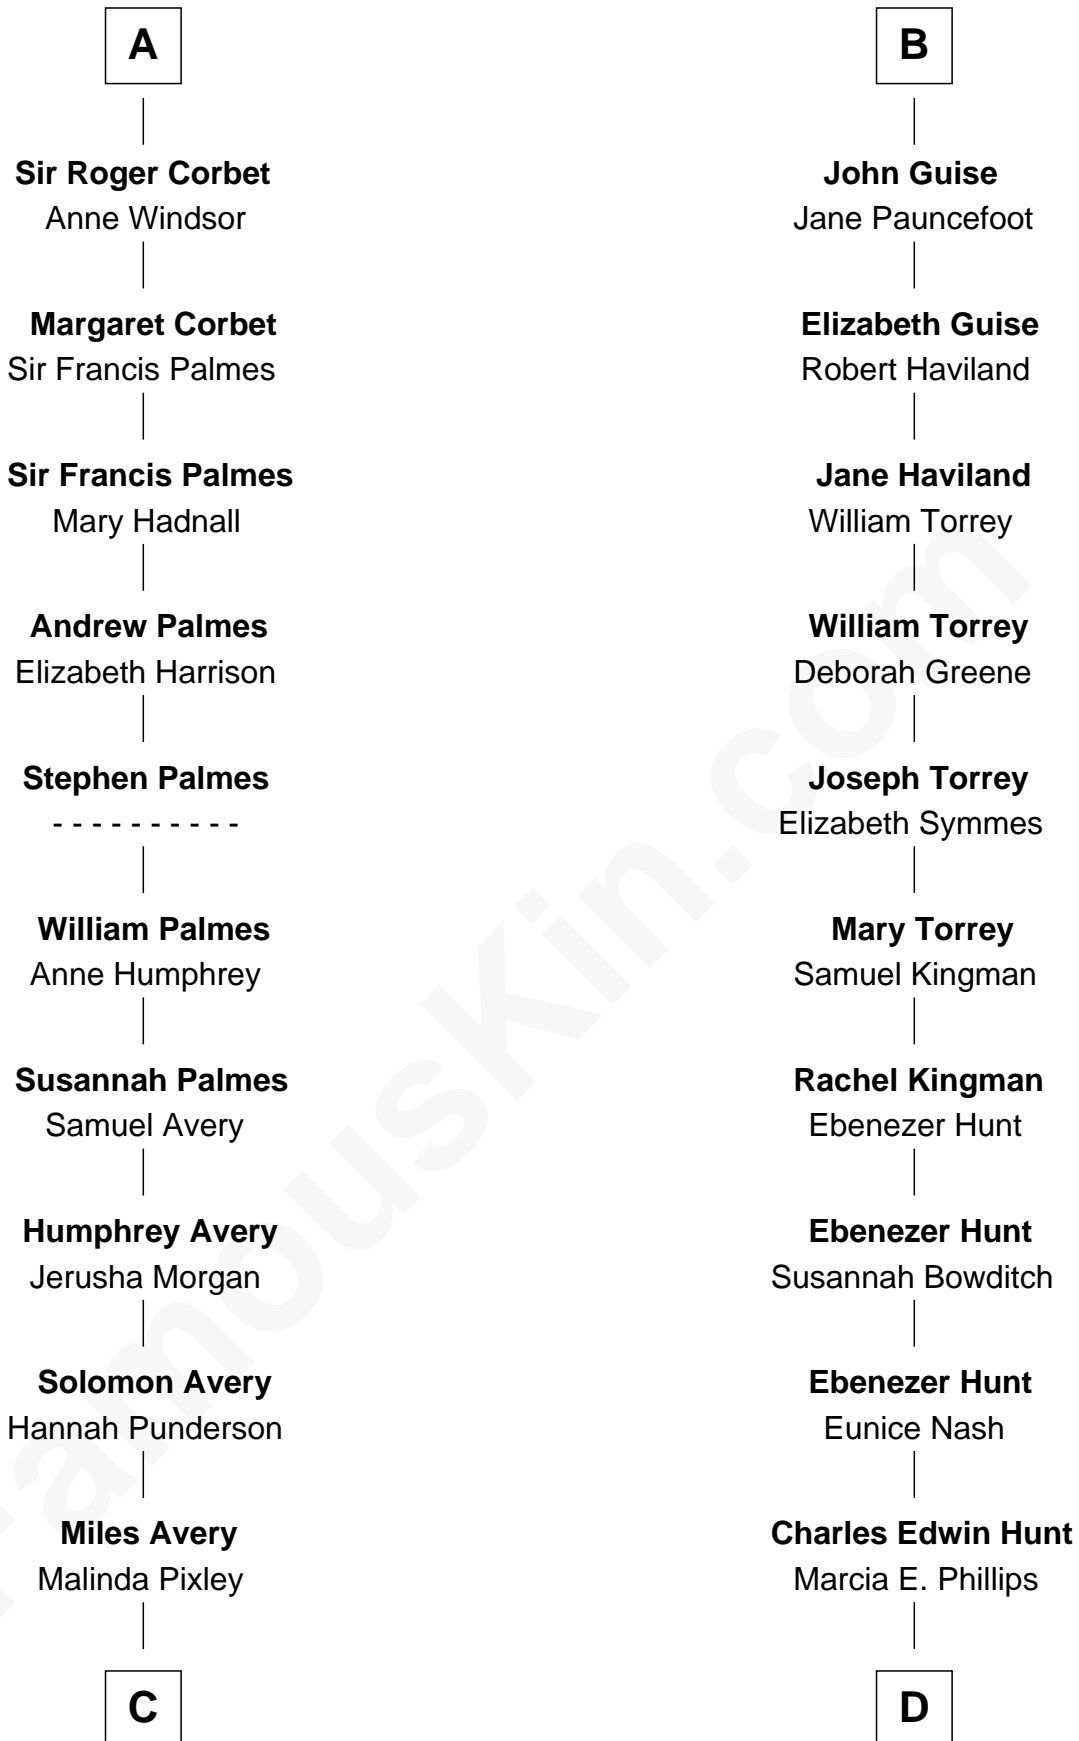 A
Sir Roger Corbet
Anne Windsor
Margaret Corbet
Sir Francis Palmes
Sir Francis Palmes
Mary Hadnall
Andrew Palmes
Elizabeth Harrison
Stephen Palmes
- - - - - - - - - -
William Palmes
Anne Humphrey
Susannah Palmes
Samuel Avery
Humphrey Avery
Jerusha Morgan
Solomon Avery
Hannah Punderson
Miles Avery
Malinda Pixley
C
B
John Guise
Jane Pauncefoot
Elizabeth Guise
Robert Haviland
Jane Haviland
William Torrey
William Torrey
Deborah Greene
Joseph Torrey
Elizabeth Symmes
Mary Torrey
Samuel Kingman
Rachel Kingman
Ebenezer Hunt
Ebenezer Hunt
Susannah Bowditch
Ebenezer Hunt
Eunice Nash
Charles Edwin Hunt
Marcia E. Phillips
D
FamousKin.com